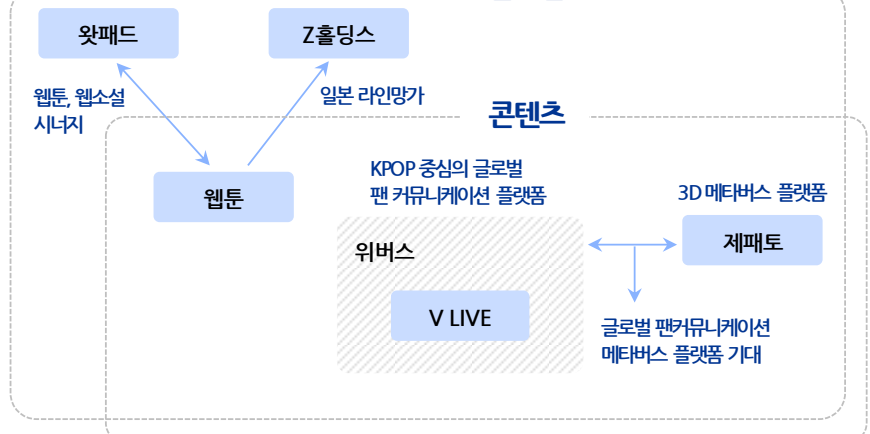 왓패드
Z홀딩스
웹툰, 웹소설
시너지
일본 라인망가
콘텐츠
웹툰
KPOP 중심의 글로벌
팬 커뮤니케이션 플랫폼
3D 메타버스 플랫폼
위버스
제패토
V LIVE
글로벌 팬커뮤니케이션
메타버스 플랫폼 기대